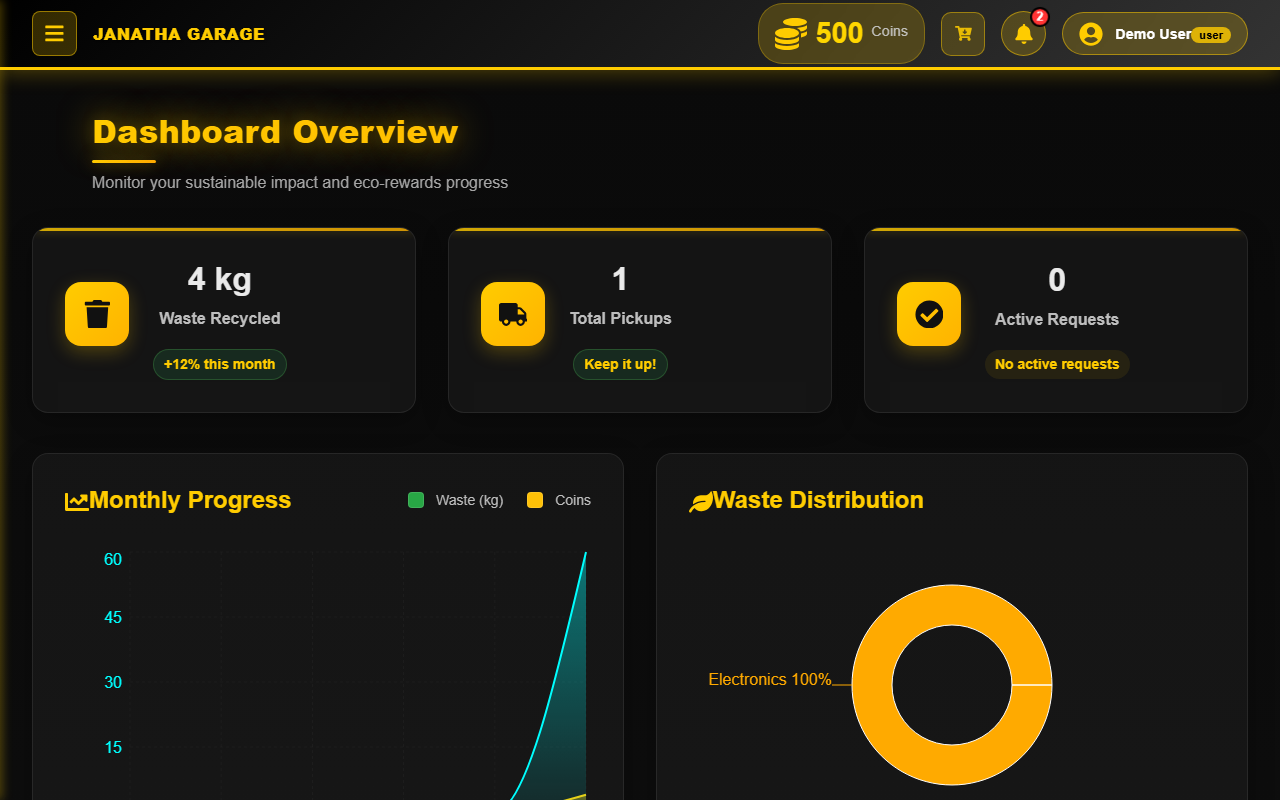 JANATHA GARAGE
500 Coins
2
Demo User user
Dashboard Overview
Monitor your sustainable impact and eco-rewards progress
4 kg
Waste Recycled
+12% this month
1
Total Pickups
Keep it up!
0
Active Requests
No active requests
Monthly Progress
Waste (kg)
Coins
60
45
30
15
Waste Distribution
Electronics 100%